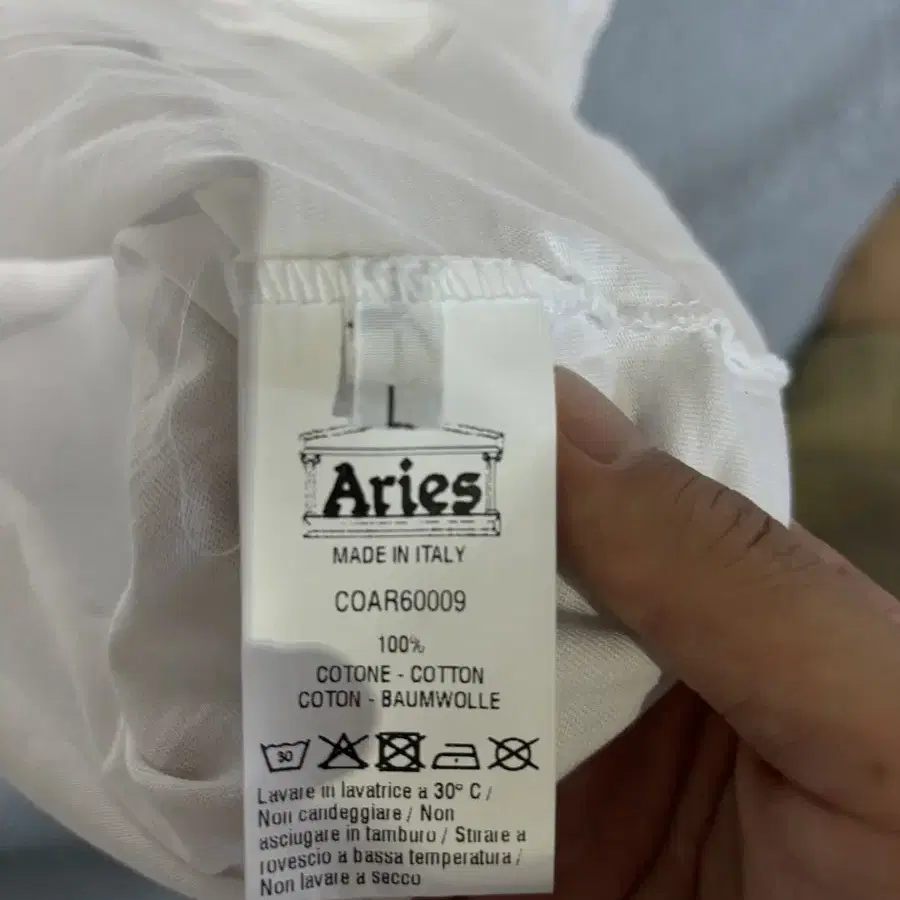 L
Aries
MADE IN ITALY
COAR60009
100%
COTONE - COTTON
COTON - BAUMWOLLE
30
Lavare in lavatrice a 30° C /
Non candeggiare / Non
asciugare in tamburo / Stirare a
rovescio a bassa temperatura /
Non lavare a secco